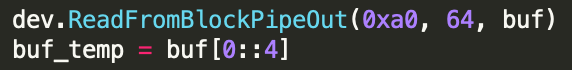 dev.ReadFromBlockPipeOut(0xa0, 64, buf)
buf_temp = buf[0::4]